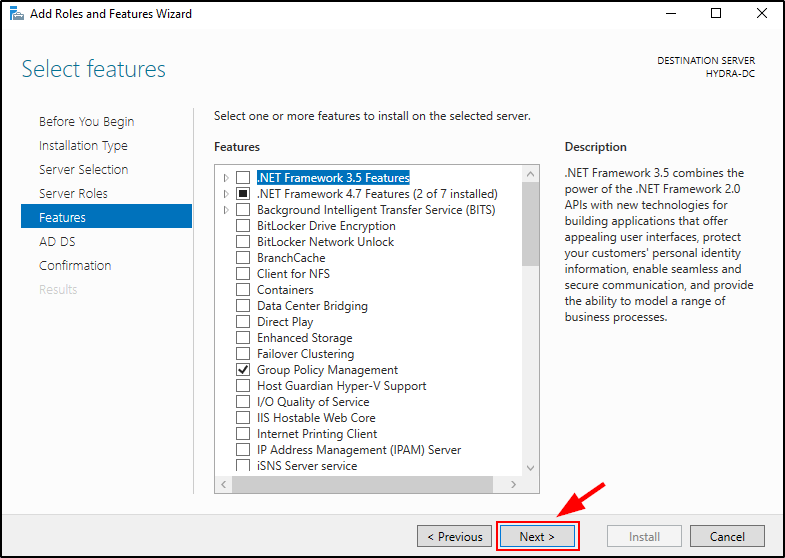 Add Roles and Features Wizard
Select features
DESTINATION SERVER
HYDRA-DC
Before You Begin
Installation Type
Server Selection
Server Roles
Features
AD DS
Confirmation
Results
Select one or more features to install on the selected server.
Features
.NET Framework 3.5 Features
.NET Framework 4.7 Features (2 of 7 installed)
Background Intelligent Transfer Service (BITS)
BitLocker Drive Encryption
BitLocker Network Unlock
BranchCache
Client for NFS
Containers
Data Center Bridging
Direct Play
Enhanced Storage
Failover Clustering
Group Policy Management
Host Guardian Hyper-V Support
I/O Quality of Service
IIS Hostable Web Core
Internet Printing Client
IP Address Management (IPAM) Server
iSNS Server service
Description
.NET Framework 3.5 combines the
power of the .NET Framework 2.0
APIs with new technologies for
building applications that offer
appealing user interfaces, protect
your customers' personal identity
information, enable seamless and
secure communication, and provide
the ability to model a range of
business processes.
< Previous
Next >
Install
Cancel